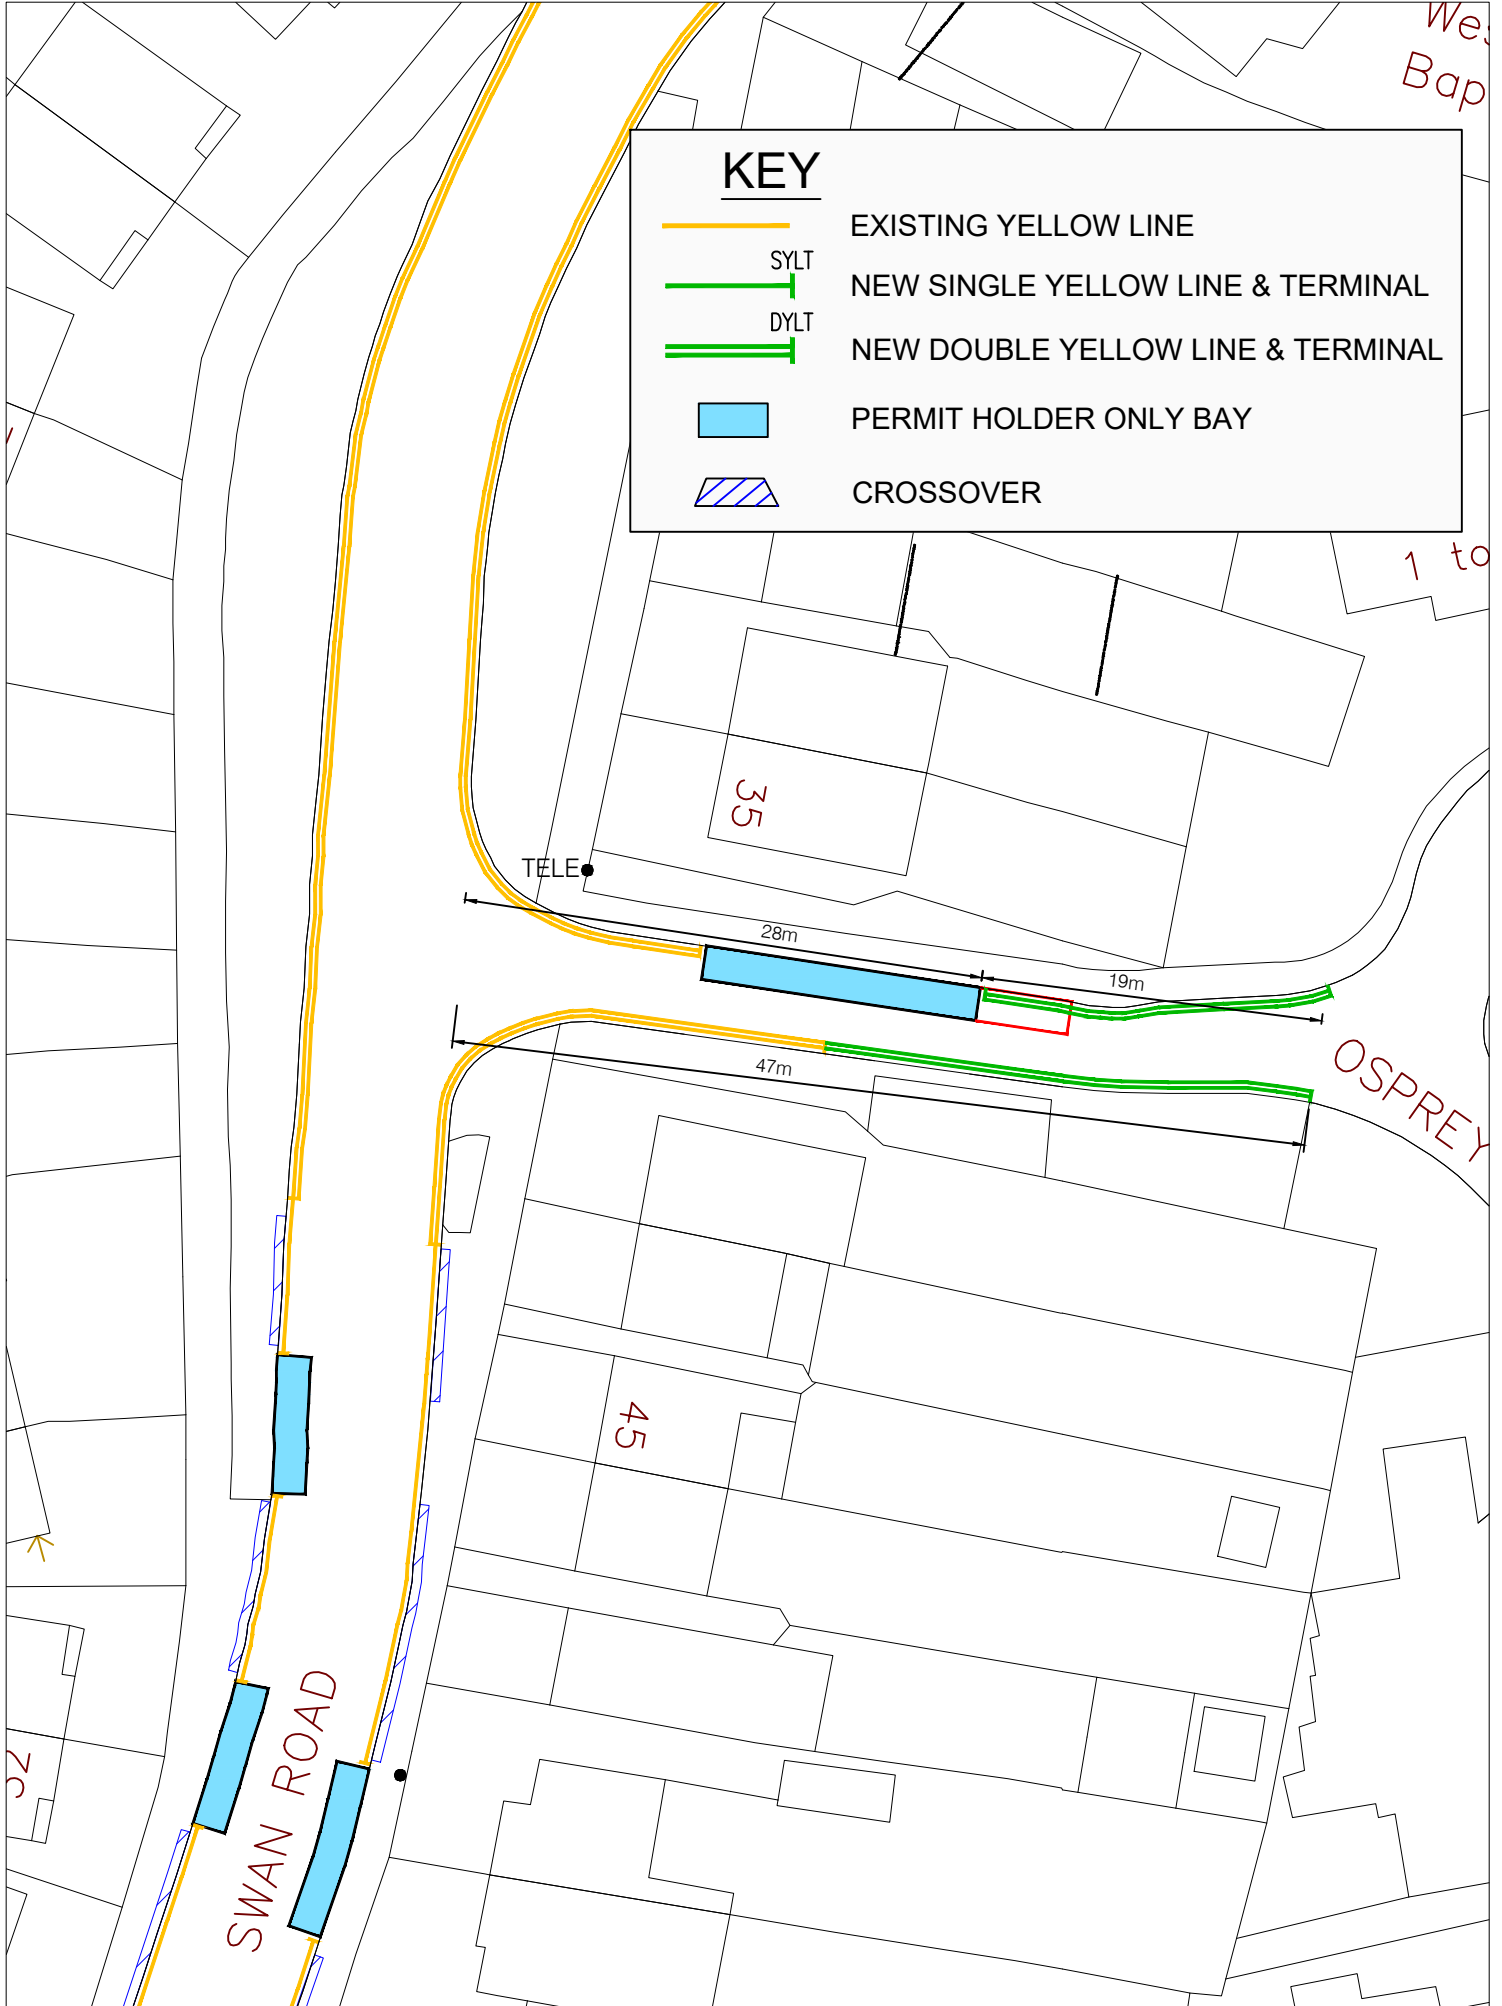 Bap
KEY
EXISTING YELLOW LINE
SYLT
NEW SINGLE YELLOW LINE & TERMINAL
DYLT
NEW DOUBLE YELLOW LINE & TERMINAL
PERMIT HOLDER ONLY BAY
CROSSOVER
1 to
35
TELE
28m
19m
47m
OSPREY
45
SWAN ROAD
32